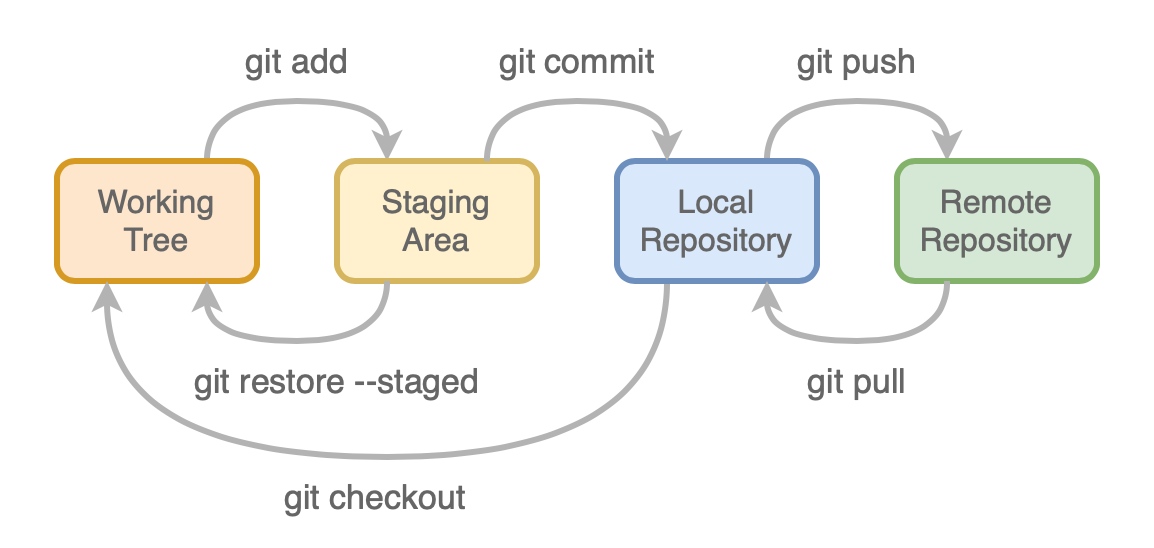 git add
git commit
git push
Working
Tree
Staging
Area
Local
Repository
Remote
Repository
git restore --staged
git pull
git checkout